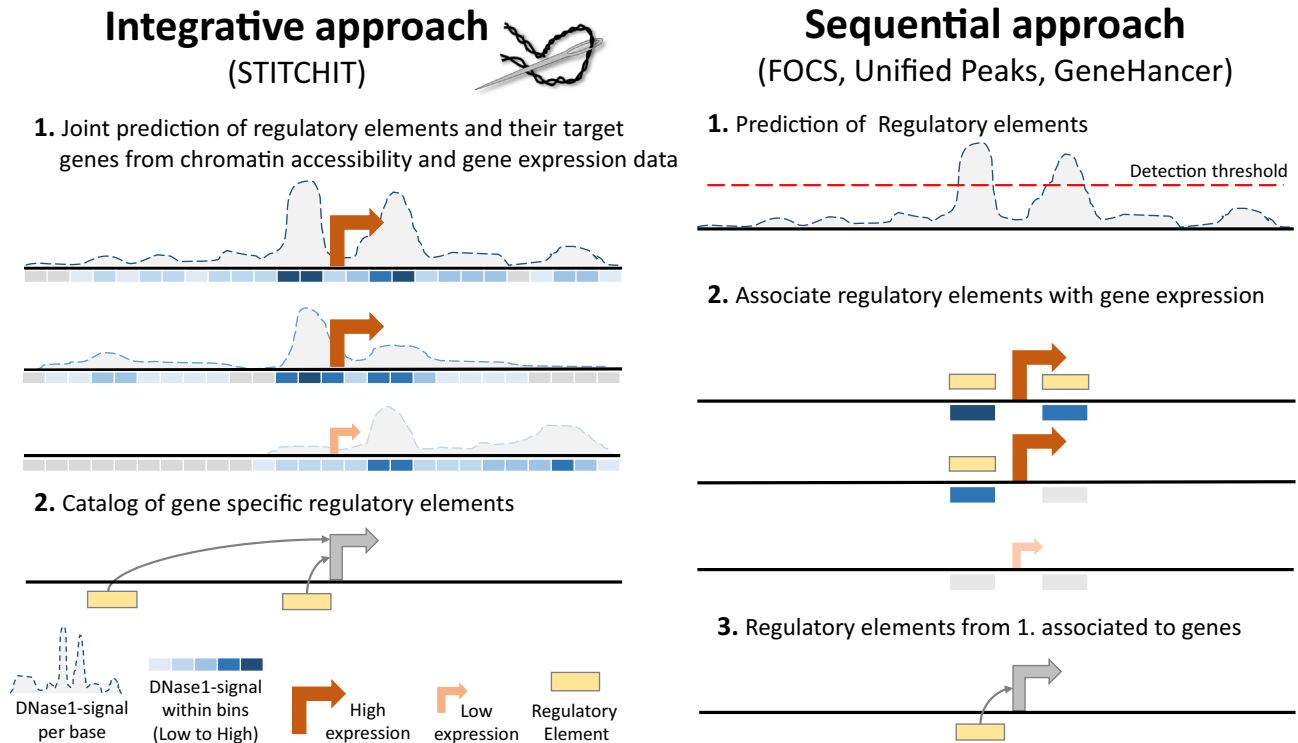 Integrative approach
(STITCHIT)
1. Joint prediction of regulatory elements and their target
genes from chromatin accessibility and gene expression data
2. Catalog of gene specific regulatory elements
DNase1-signal
per base
DNase1-signal
within bins
(Low to High)
High
expression
Low
expression
Regulatory
Element
Sequential approach
(FOCS, Unified Peaks, GeneHancer)
1. Prediction of Regulatory elements
Detection threshold
2. Associate regulatory elements with gene expression
3. Regulatory elements from 1. associated to genes